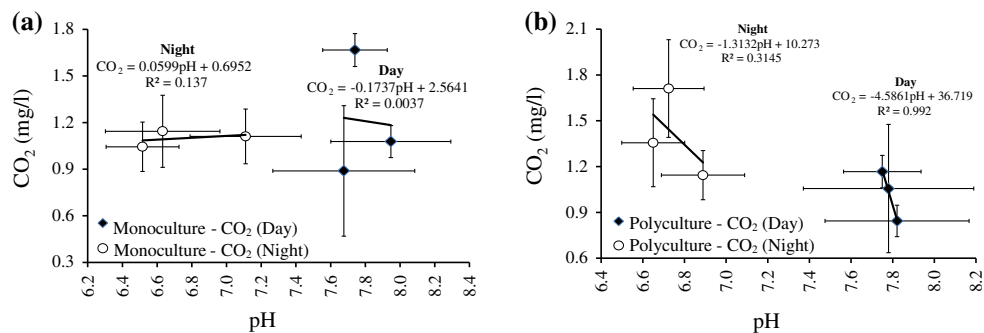 (a)
1.8
1.5
1.2
0.9
0.6
0.3
CO2 (mg/l)
Night
CO2 = 0.0599pH + 0.6952
R² = 0.137
Day
CO2 = -0.1737pH + 2.5641
R² = 0.0037
Monoculture - CO2 (Day)
Monoculture - CO2 (Night)
6.2 6.4 6.6 6.8 7.0 7.2 7.4 7.6 7.8 8.0 8.2 8.4
pH
(b)
2.1
1.8
1.5
1.2
0.9
0.6
CO2 (mg/l)
Night
CO2 = -1.3132pH + 10.273
R² = 0.3145
Day
CO2 = -4.5861pH + 36.719
R² = 0.992
Polyculture - CO2 (Day)
Polyculture - CO2 (Night)
6.4 6.6 6.8 7.0 7.2 7.4 7.6 7.8 8.0 8.2
pH